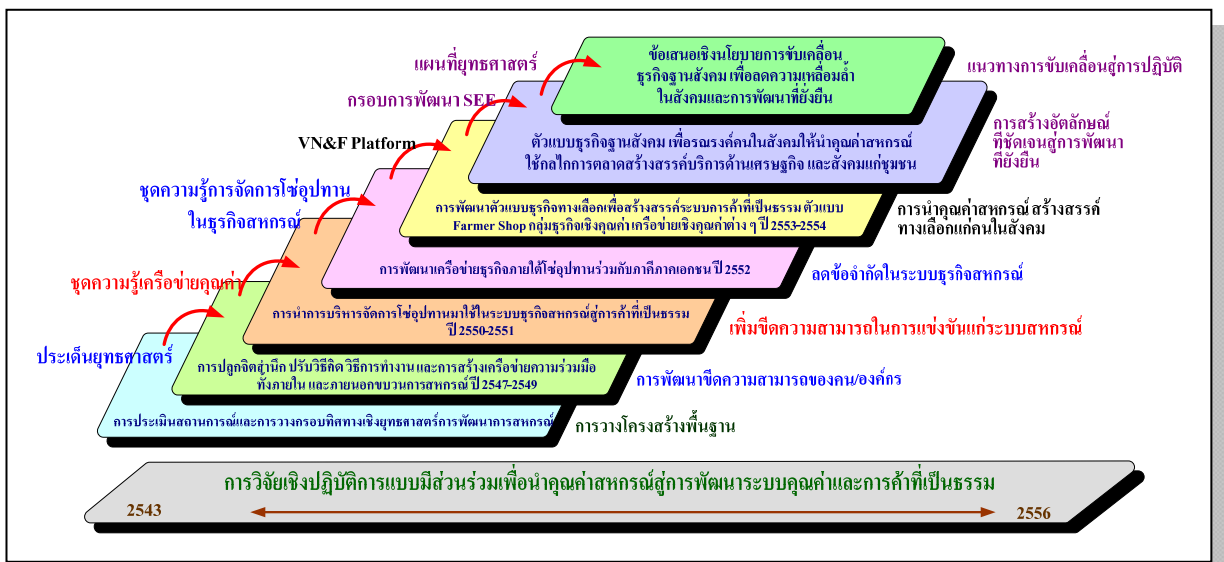 แผนที่ยุทธศาสตร์
ข้อเสนอเชิงนโยบายการขับเคลื่อน
ธุรกิจฐานสังคม เพื่อลดความเหลื่อมล้ำ
ในสังคมและการพัฒนาที่ยั่งยืน
แนวทางการขับเคลื่อนสู่การปฏิบัติ
กรอบการพัฒนา SEE
ตัวแบบธุรกิจฐานสังคม เพื่อรณรงค์คนในสังคมให้นำคุณค่าสหกรณ์
ใช้กลไกการตลาดสร้างสรรค์บริการด้านเศรษฐกิจ และสังคมแก่ชุมชน
การสร้างอัตลักษณ์
ที่ชัดเจนสู่การพัฒนา
ที่ยั่งยืน
VN&F Platform
การพัฒนาตัวแบบธุรกิจทางเลือกเพื่อสร้างสรรค์ระบบการค้าที่เป็นธรรม ตัวแบบ
Farmer Shop กลุ่มธุรกิจเชิงคุณค่า เครือข่ายเชิงคุณค่าต่าง ๆ ปี 2553-2554
การนำคุณค่าสหกรณ์ สร้างสรรค์
ทางเลือกแก่คนในสังคม
ชุดความรู้การจัดการโซ่อุปทาน
ในธุรกิจสหกรณ์
การพัฒนาเครือข่ายธุรกิจภายใต้โซ่อุปทานร่วมกับภาคีภาคเอกชน ปี 2552
ลดข้อจำกัดในระบบธุรกิจสหกรณ์
ชุดความรู้เครือข่ายคุณค่า
การนำการบริหารจัดการโซ่อุปทานมาใช้ในระบบธุรกิจสหกรณ์สู่การค้าที่เป็นธรรม
ปี 2550-2551
เพิ่มขีดความสามารถในการแข่งขันแก่ระบบสหกรณ์
ประเด็นยุทธศาสตร์
การปลูกจิตสำนึก ปรับวิธีคิด วิธีการทำงาน และการสร้างเครือข่ายความร่วมมือ
ทั้งภายใน และภายนอกขบวนการสหกรณ์ ปี 2547-2549
การพัฒนาขีดความสามารถของคน/องค์กร
การประเมินสถานการณ์และการวางกรอบทิศทางเชิงยุทธศาสตร์การพัฒนาการสหกรณ์
การวางโครงสร้างพื้นฐาน
การวิจัยเชิงปฏิบัติการแบบมีส่วนร่วมเพื่อนำคุณค่าสหกรณ์สู่การพัฒนาระบบคุณค่าและการค้าที่เป็นธรรม
2543
2556